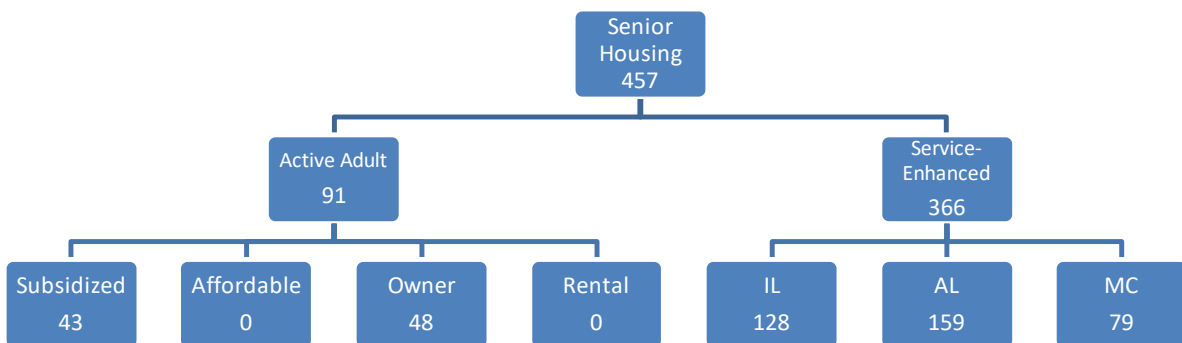 Senior
Housing
457
Active Adult
91
Service-
Enhanced
366
Subsidized
43
Affordable
0
Owner
48
Rental
0
IL
128
AL
159
MC
79